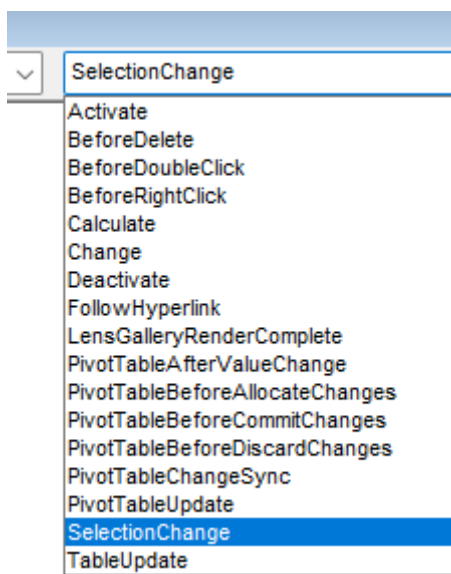 SelectionChange
Activate
BeforeDelete
BeforeDoubleClick
BeforeRightClick
Calculate
Change
Deactivate
FollowHyperlink
LensGalleryRenderComplete
PivotTableAfterValueChange
PivotTableBeforeAllocateChanges
PivotTableBeforeCommitChanges
PivotTableBeforeDiscardChanges
PivotTableChangeSync
PivotTableUpdate
SelectionChange
TableUpdate